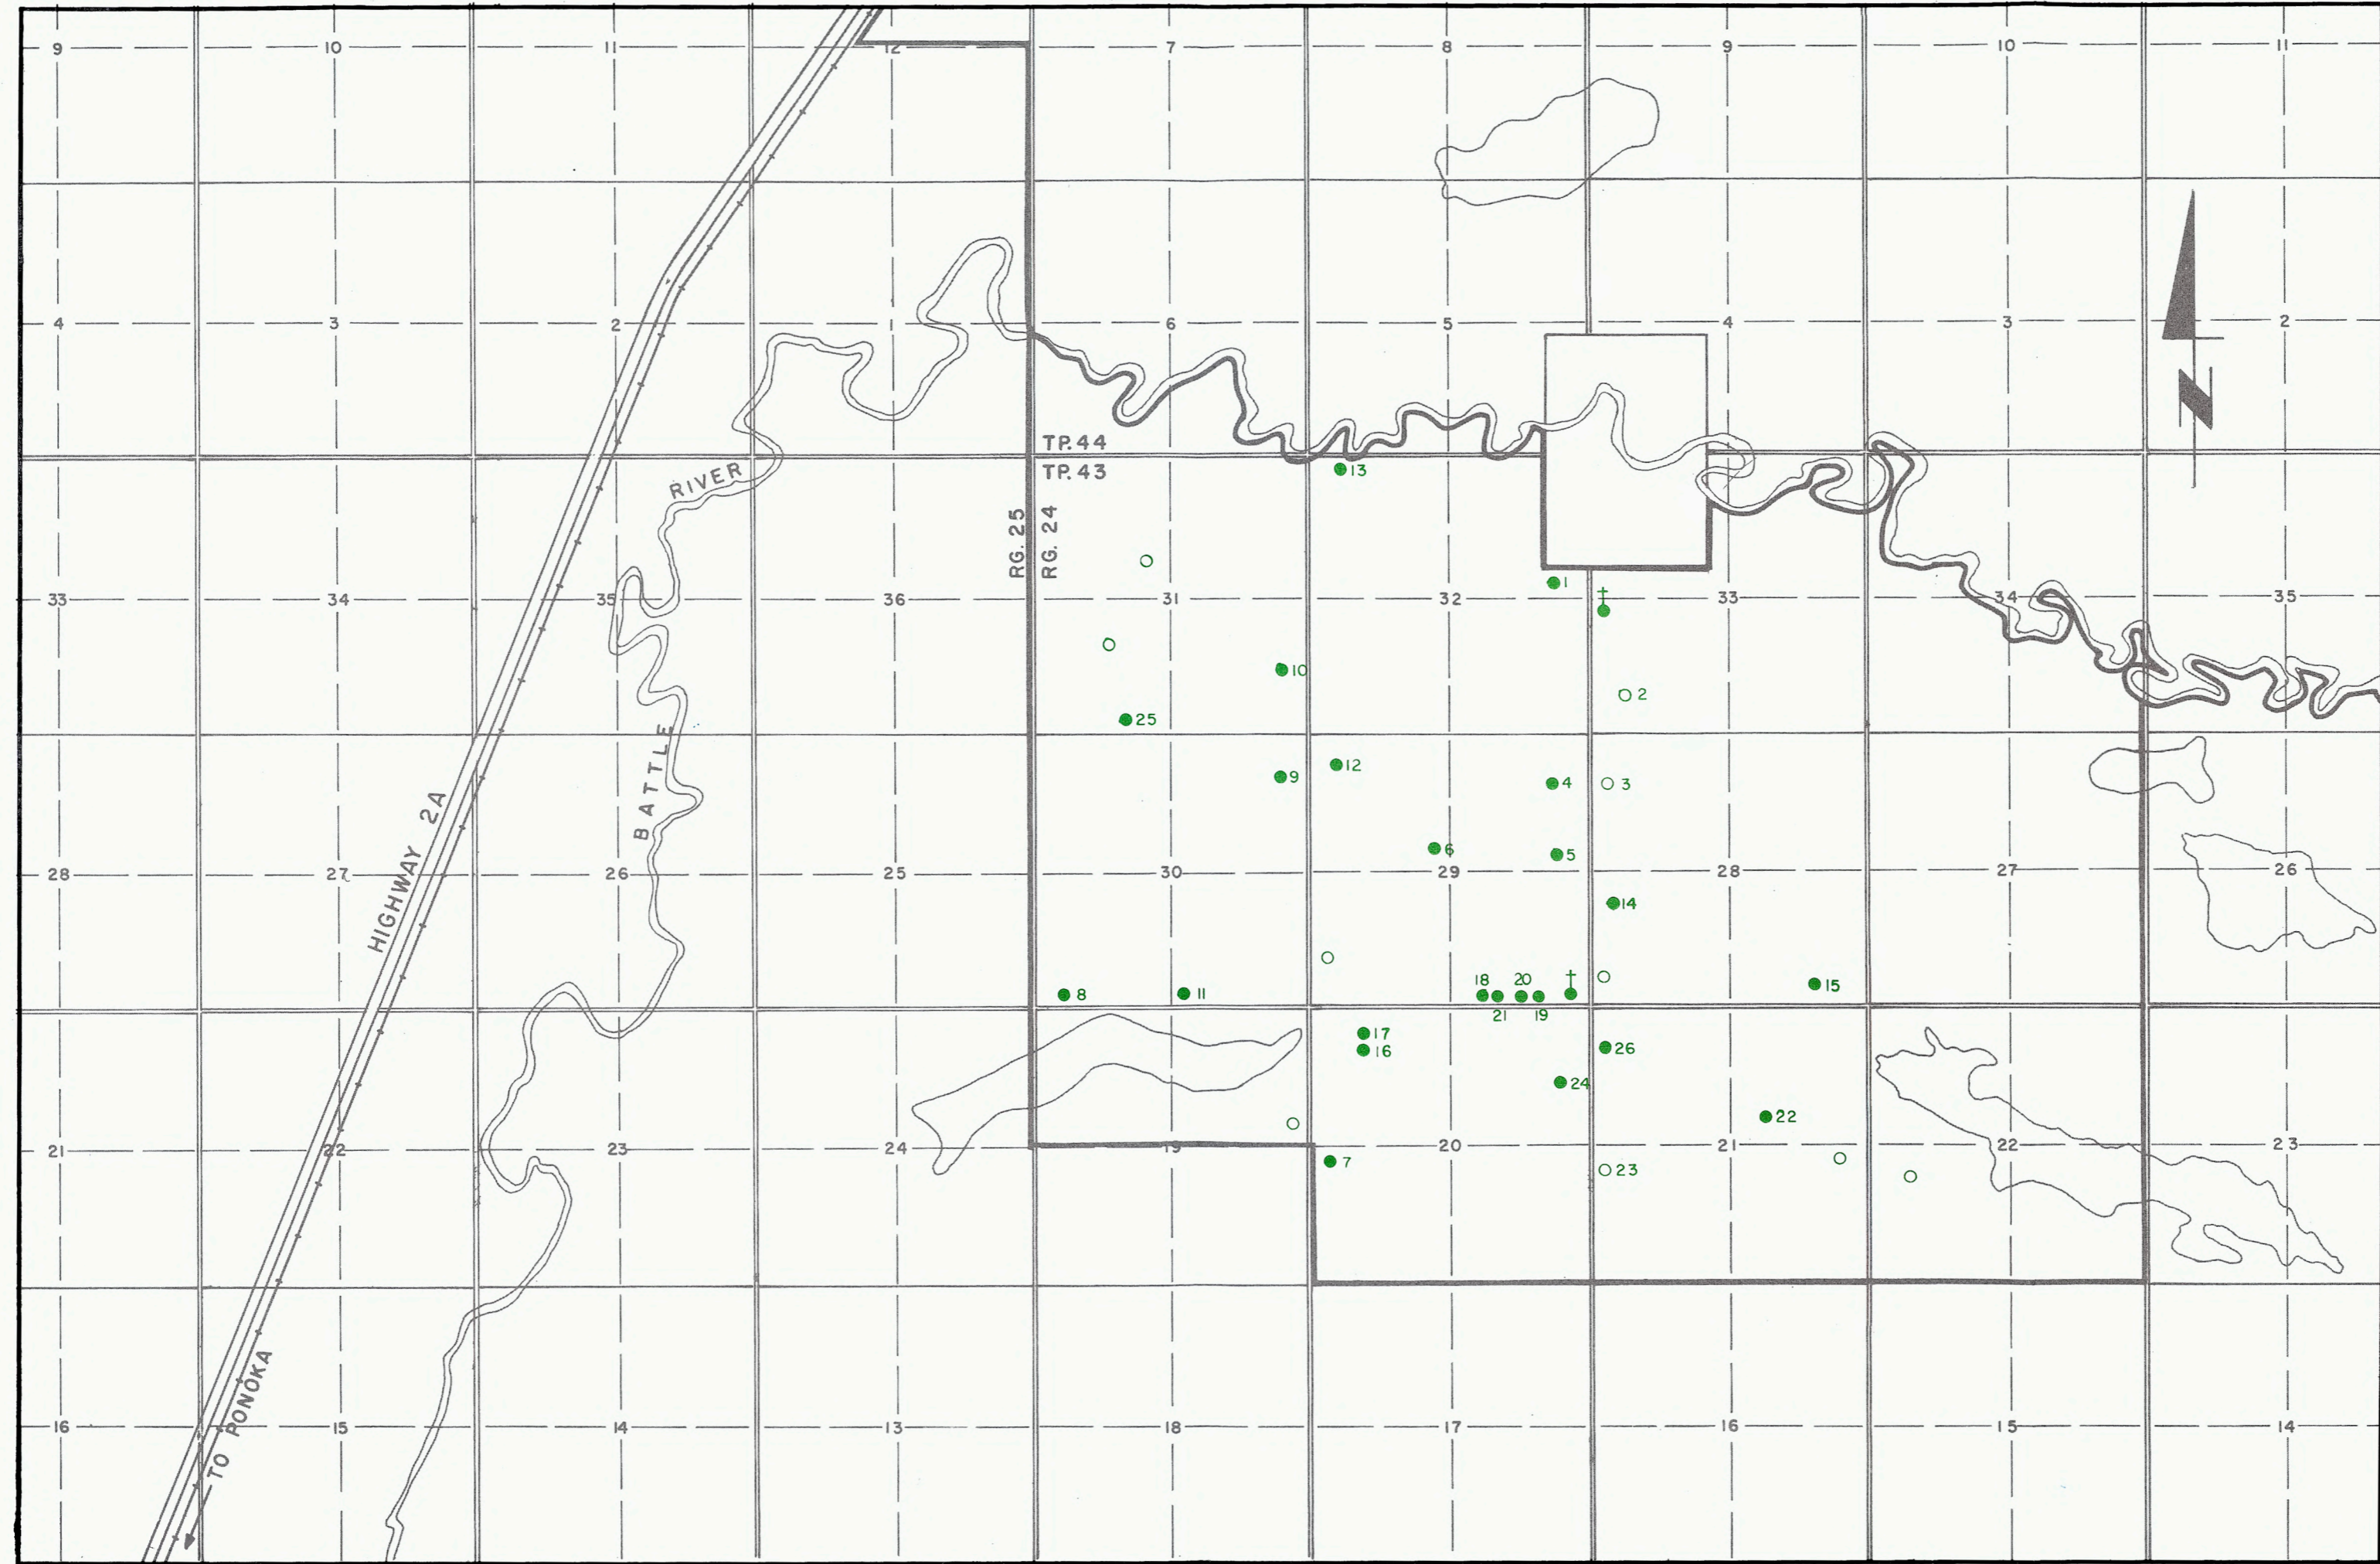 9 10 11 12 7 8 9 10 11
4 3 2 1 6 5 4 3 2
N
TP. 44
TP. 43
RIVER
13
RG. 25
RG. 24
1
33 34 35 36 31 32 33 34 35
10
2
25
BATTLE
12
9
4
3
HIGHWAY 2A
6
5
28 27 26 25 30 29 28 27 26
14
18 20
15
8
11
21 19
17
16
26
24
22
21 22 23 24 19 20 21 22 23
7
23
TO PONOKA
16 15 14 13 18 17 16 15 14